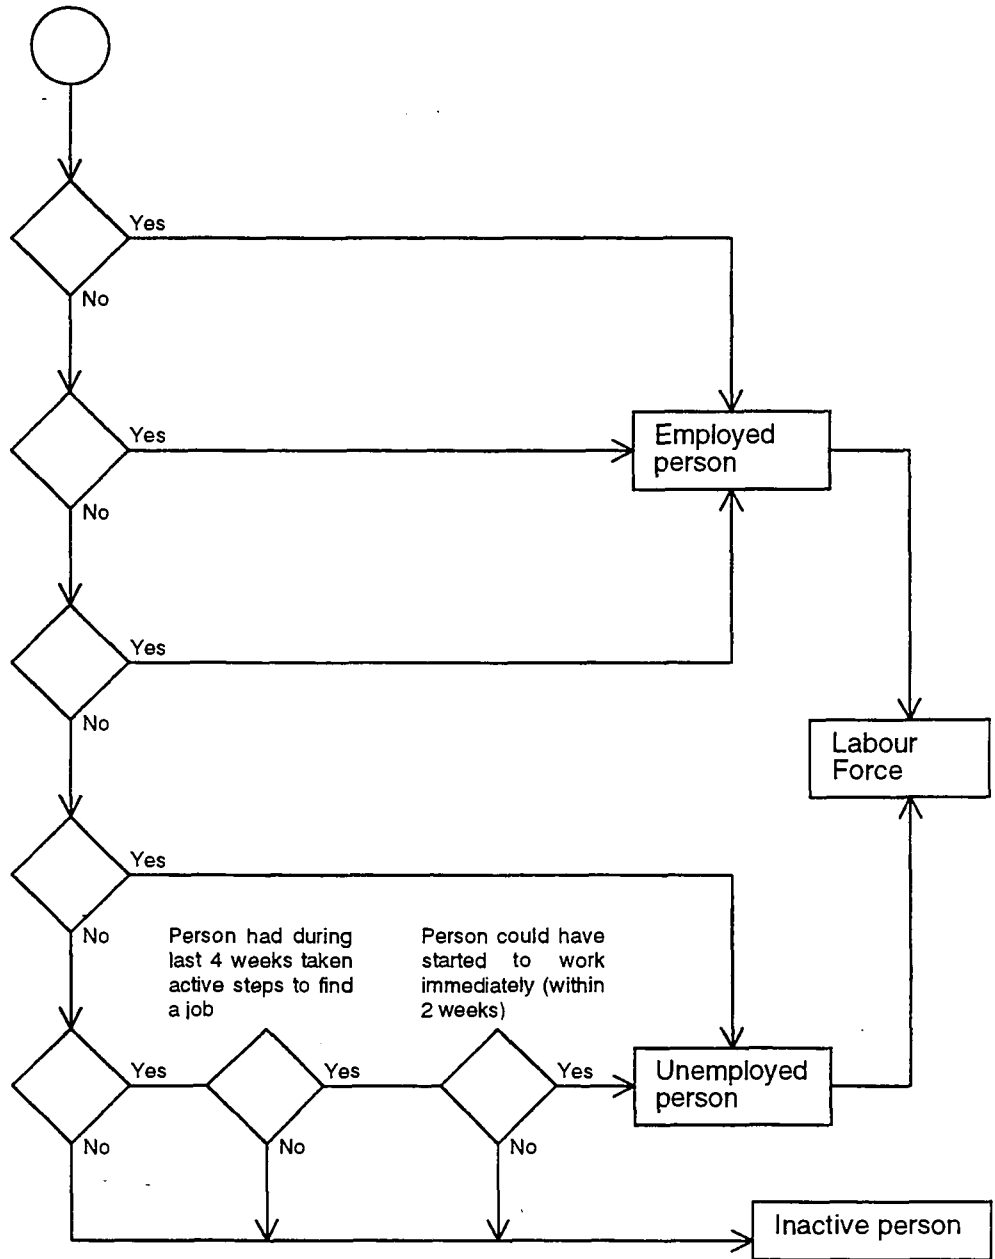 Yes
No
Yes
Employed
person
No
Yes
No
Labour
Force
Yes
No
Person had during
last 4 weeks taken
active steps to find
a job
Person could have
started to work
immediately (within
2 weeks)
Yes
Yes
Yes
Unemployed
person
No
No
No
Inactive person